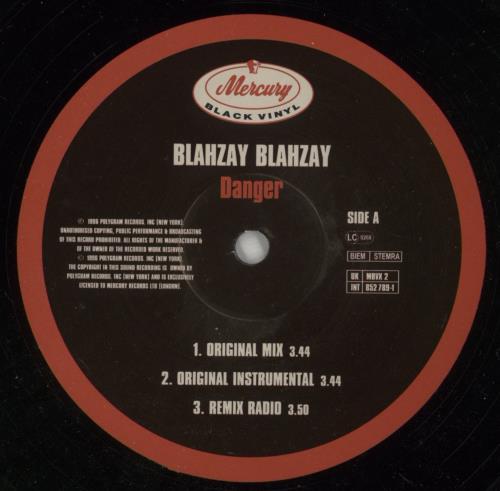 Mercury
BLACK VINYL
BLAHZAY BLAHZAY
Danger
℗ 1996 POLYGRAM RECORDS, INC (NEW YORK).
UNAUTHORISED COPYING, PUBLIC PERFORMANCE & BROADCASTING
OF THIS RECORD PROHIBITED. ALL RIGHTS OF THE MANUFACTURER &
OF THE OWNER OF THE RECORDED WORK RESERVED.
© 1996 POLYGRAM RECORDS, INC (NEW YORK)
THE COPYRIGHT IN THIS SOUND RECORDING IS OWNED BY
POLYGRAM RECORDS, INC (NEW YORK) AND IS EXCLUSIVELY
LICENSED TO MERCURY RECORDS LTD (LONDON).
SIDE A
LC
BIEM STEMRA
UK MBVX 2
INT 852 789-1
1. ORIGINAL MIX 3.44
2. ORIGINAL INSTRUMENTAL 3.44
3. REMIX RADIO 3.50